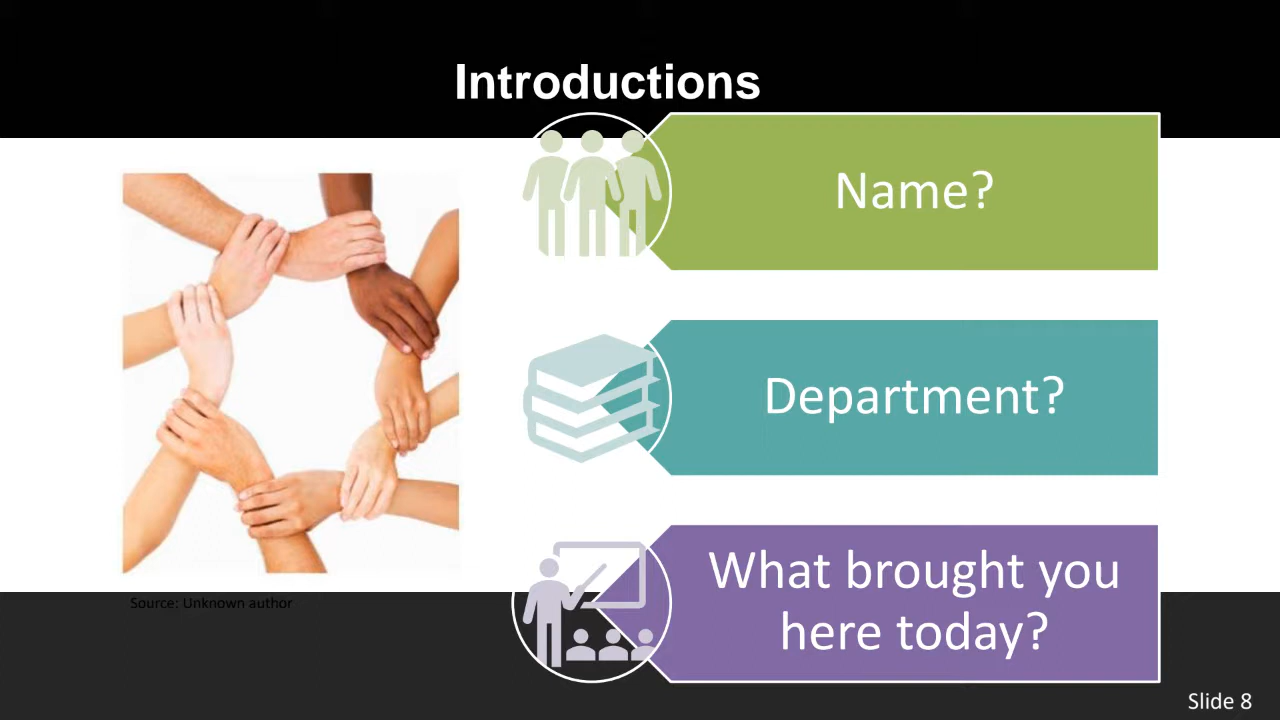 Introductions
Name?
Department?
What brought you
here today?
Source: Unknown author
Slide 8